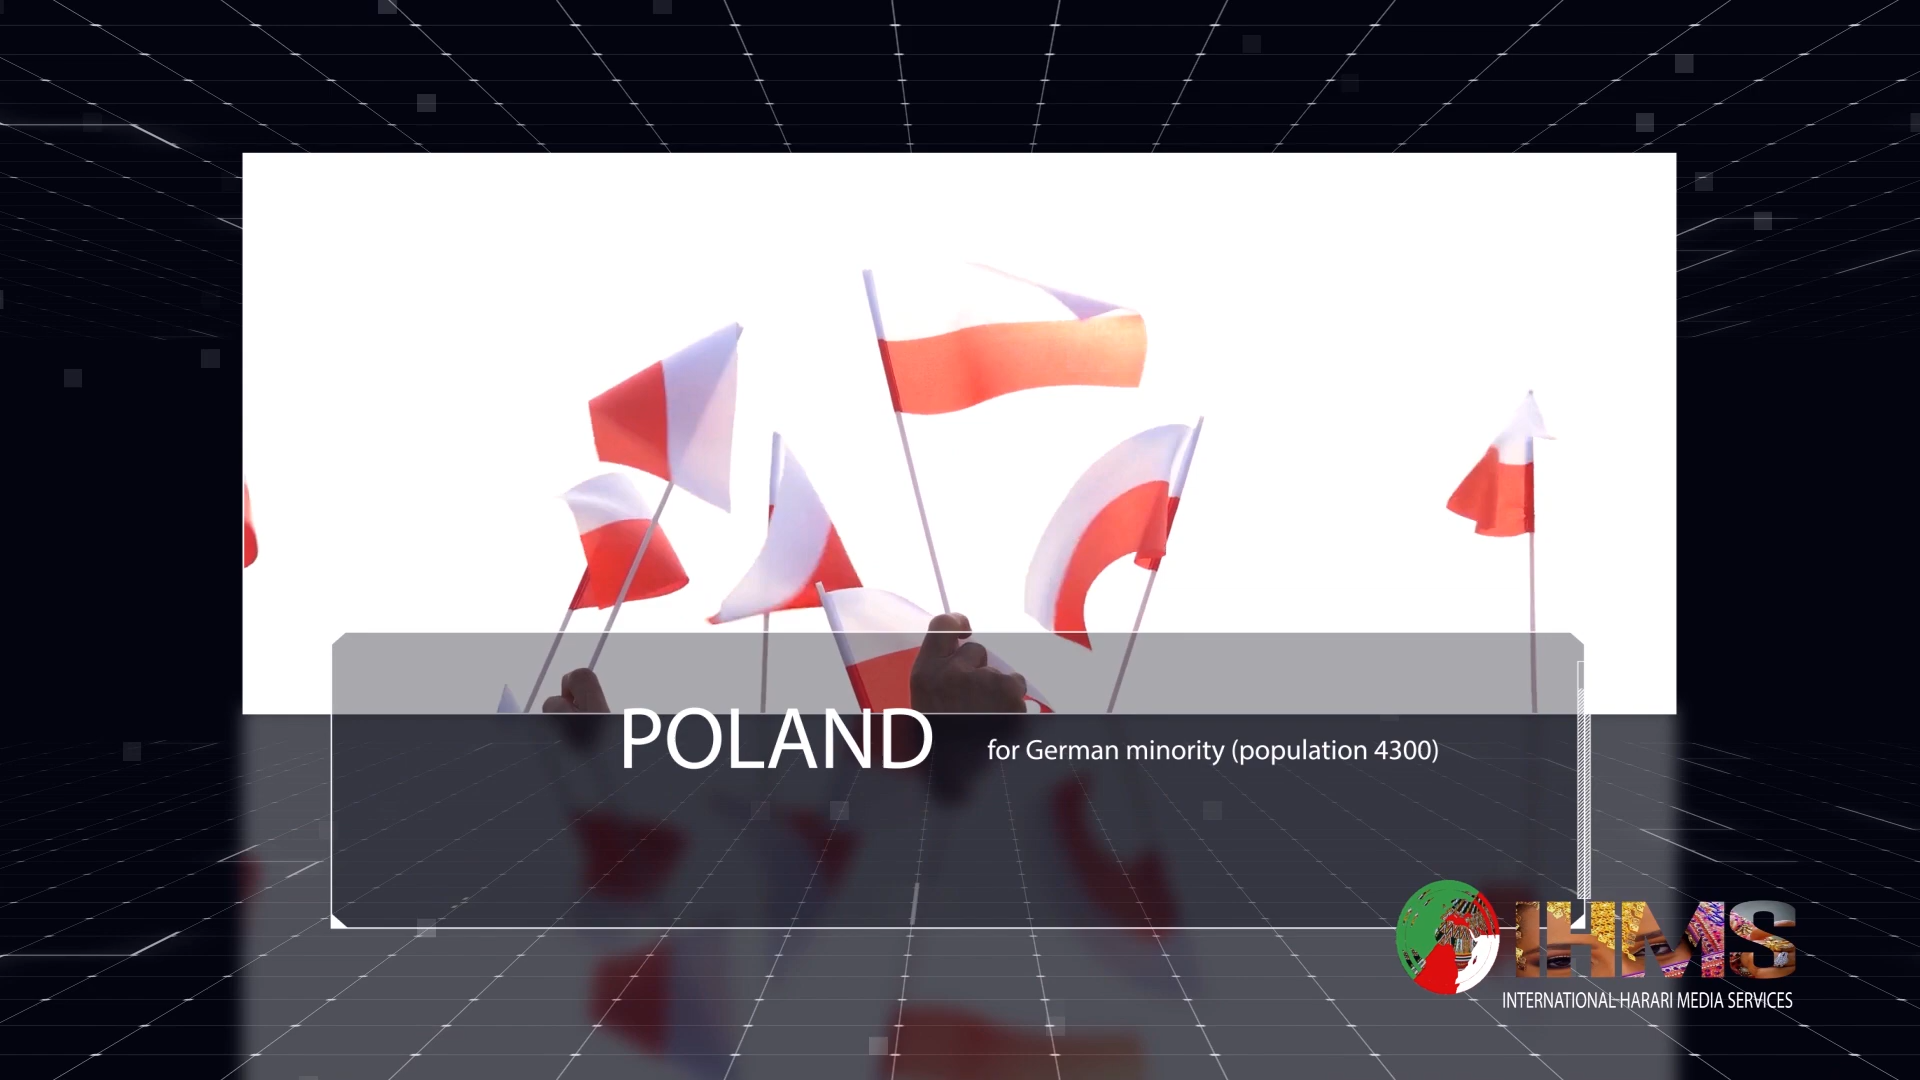 POLAND
for German minority (population 4300)
IHMS
INTERNATIONAL HARARI MEDIA SERVICES